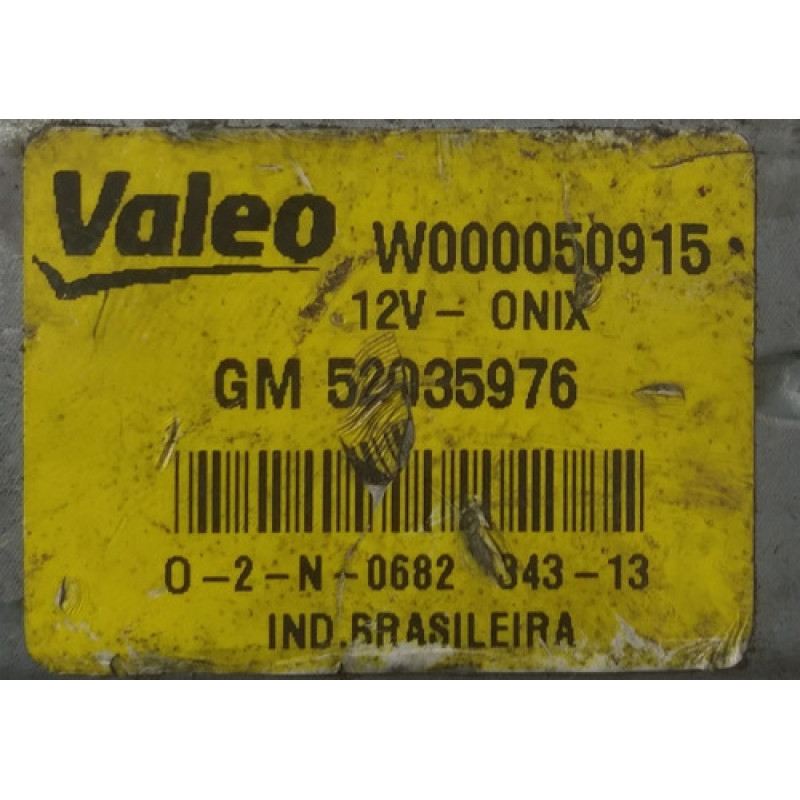 Valeo
W000050915
12V - ONIX
GM 52035976
O-2-N-0682 343-13
IND.BRASILEIRA